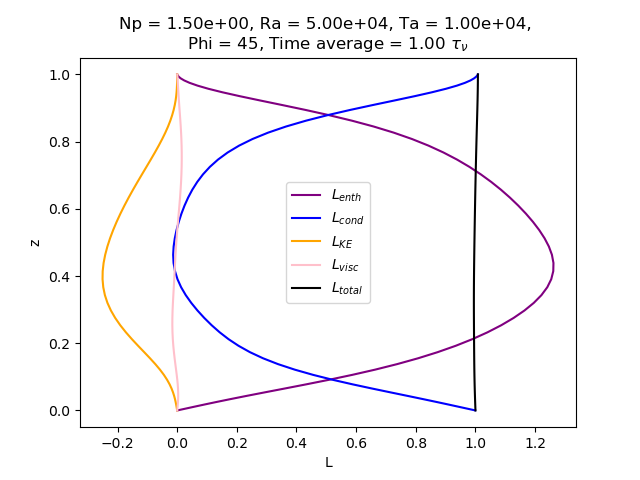 Np = 1.50e+00, Ra = 5.00e+04, Ta = 1.00e+04,
Phi = 45, Time average = 1.00 τ_ν
1.0
0.8
0.6
0.4
0.2
0.0
z
L_enth
L_cond
L_KE
L_visc
L_total
−0.2 0.0 0.2 0.4 0.6 0.8 1.0 1.2
L